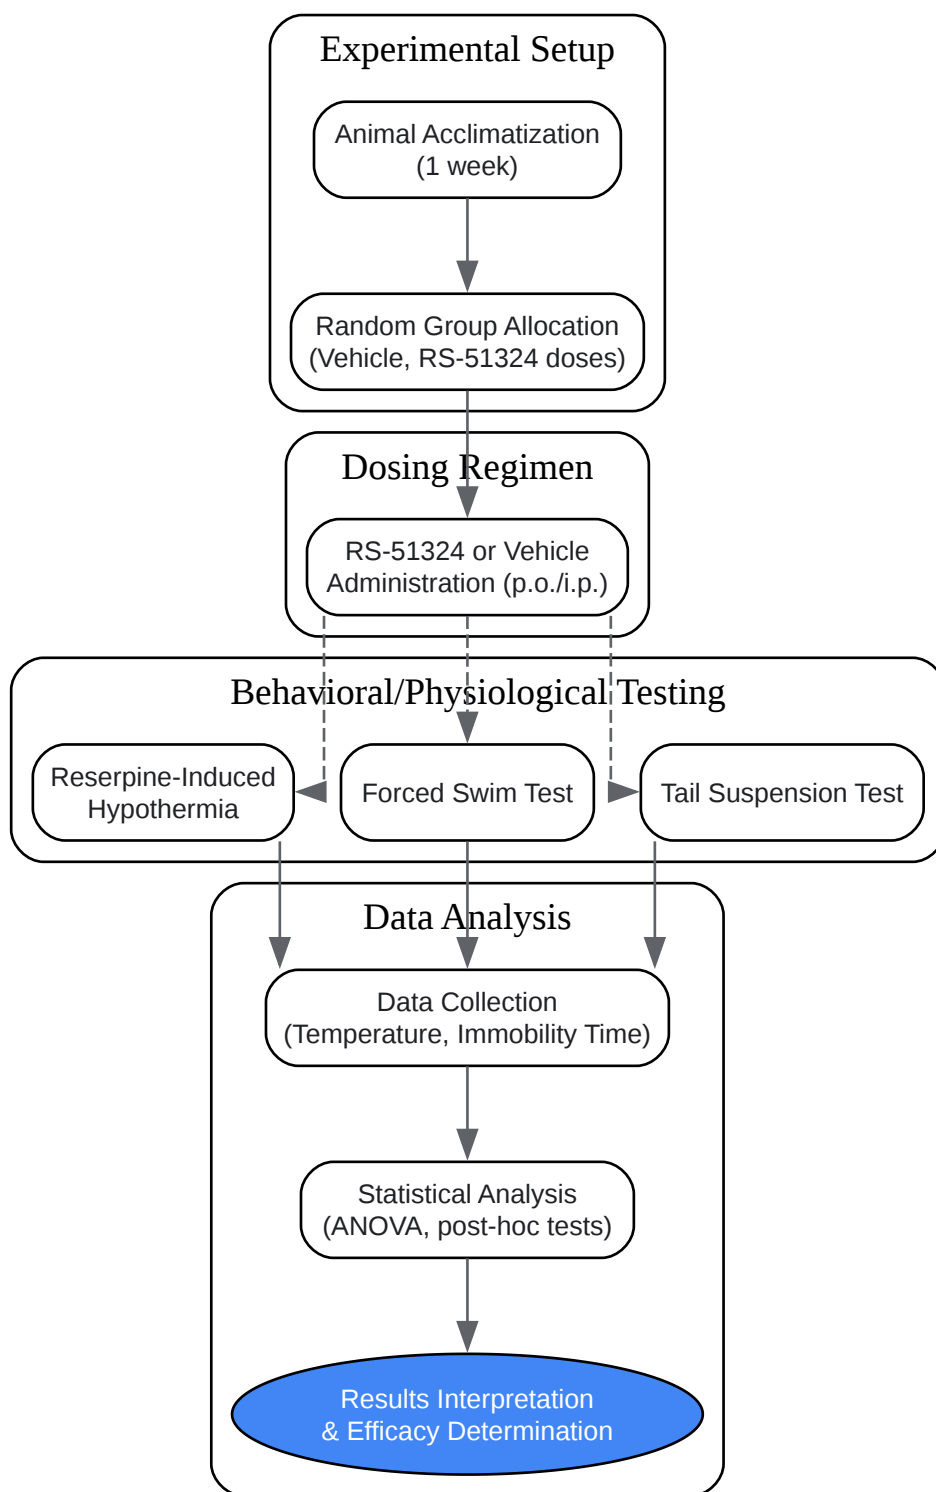 Experimental Setup
Animal Acclimatization
(1 week)
Random Group Allocation
(Vehicle, RS-51324 doses)
Dosing Regimen
RS-51324 or Vehicle
Administration (p.o./i.p.)
Behavioral/Physiological Testing
Reserpine-Induced
Hypothermia
Forced Swim Test
Tail Suspension Test
Data Analysis
Data Collection
(Temperature, Immobility Time)
Statistical Analysis
(ANOVA, post-hoc tests)
Results Interpretation
& Efficacy Determination